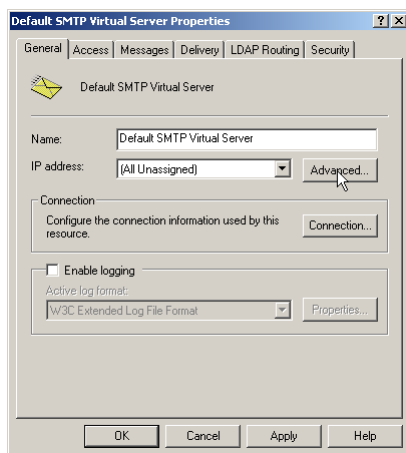 Default SMTP Virtual Server Properties
General Access Messages Delivery LDAP Routing Security
Default SMTP Virtual Server
Name: Default SMTP Virtual Server
IP address: (All Unassigned) Advanced...
Connection
Configure the connection information used by this
resource.
Connection...
Enable logging
Active log format:
W3C Extended Log File Format Properties...
OK Cancel Apply Help